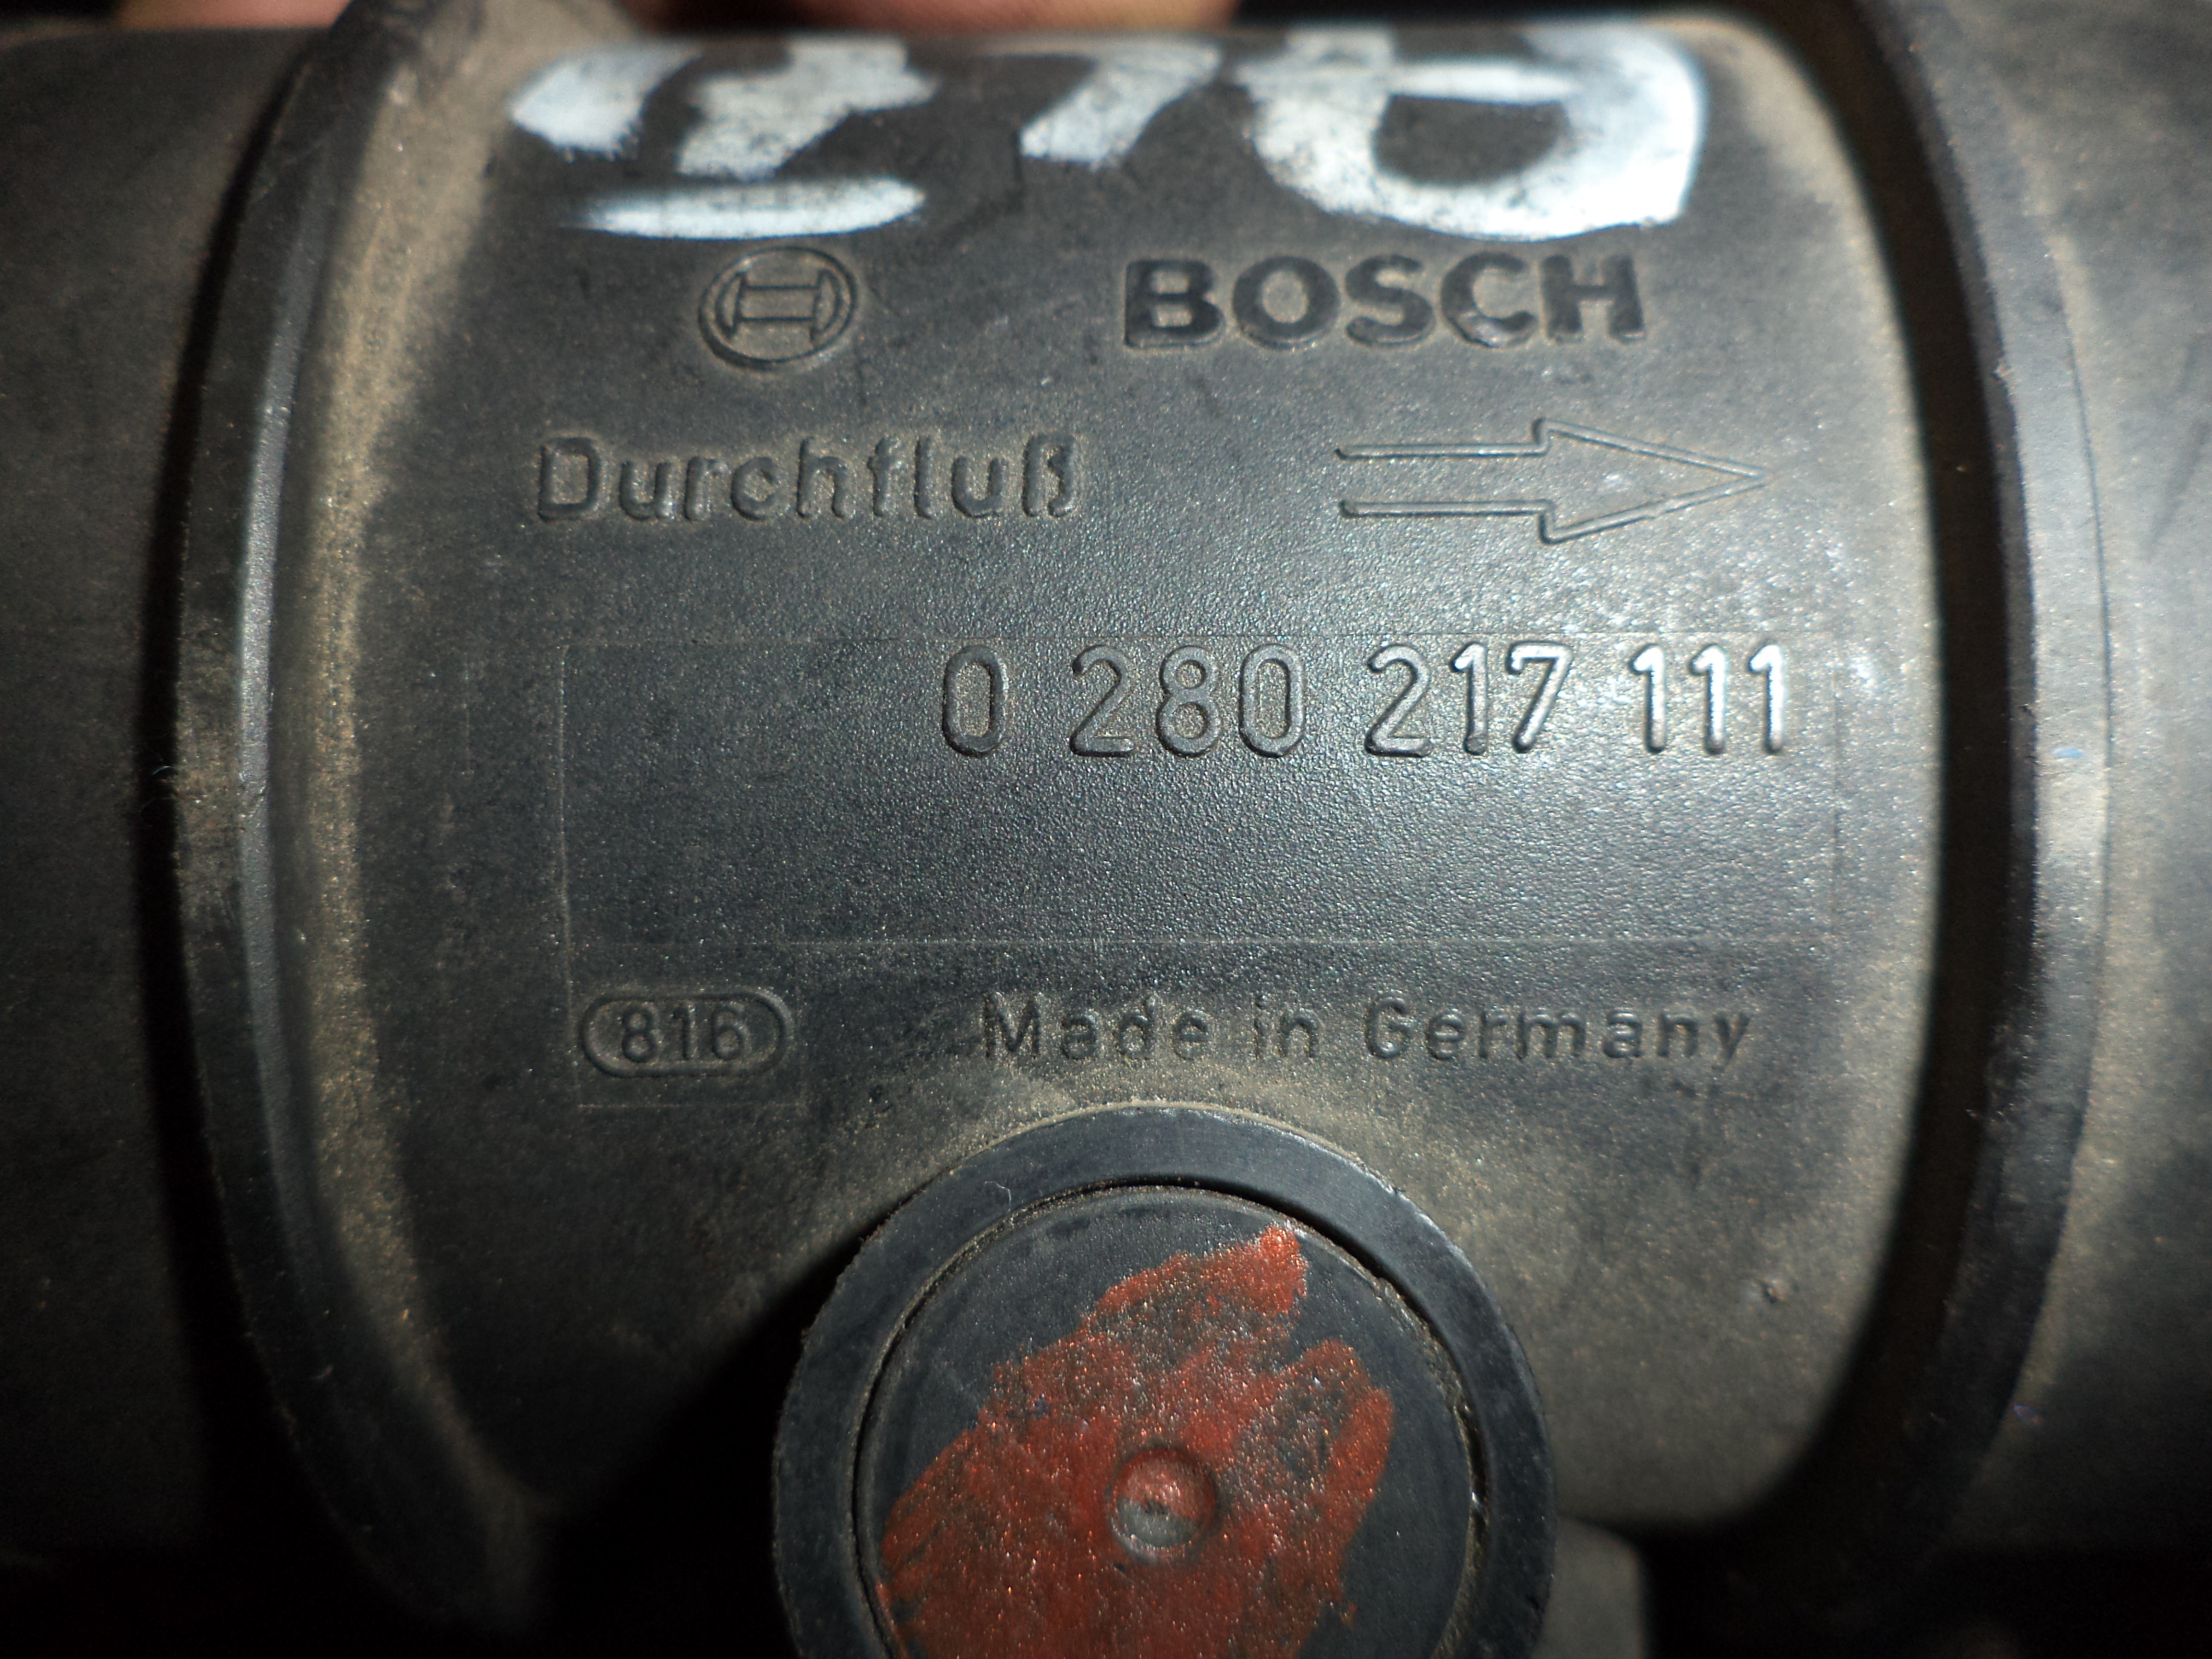 BOSCH
Durchfluß
0 280 217 111
816 Made in Germany